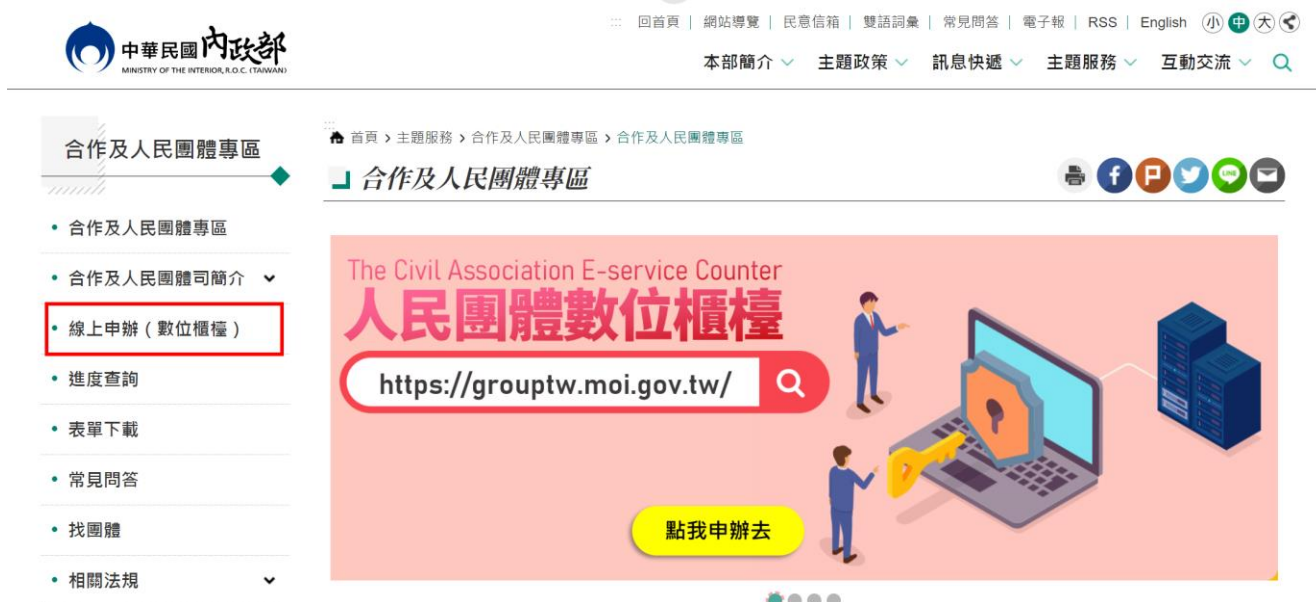 ::: 回首頁 | 網站導覽 | 民意信箱 | 雙語詞彙 | 常見問答 | 電子報 | RSS | English 小 中 大
中華民國內政部
MINISTRY OF THE INTERIOR, R.O.C. (TAIWAN)
本部簡介 主題政策 訊息快遞 主題服務 互動交流
合作及人民團體專區
合作及人民團體專區
合作及人民團體司簡介
線上申辦(數位櫃檯)
進度查詢
表單下載
常見問答
找團體
相關法規
:::
首頁 > 主題服務 > 合作及人民團體專區 > 合作及人民團體專區
合作及人民團體專區
f P LINE
The Civil Association E-service Counter
人民團體數位櫃檯
https://grouptw.moi.gov.tw/
點我申辦去